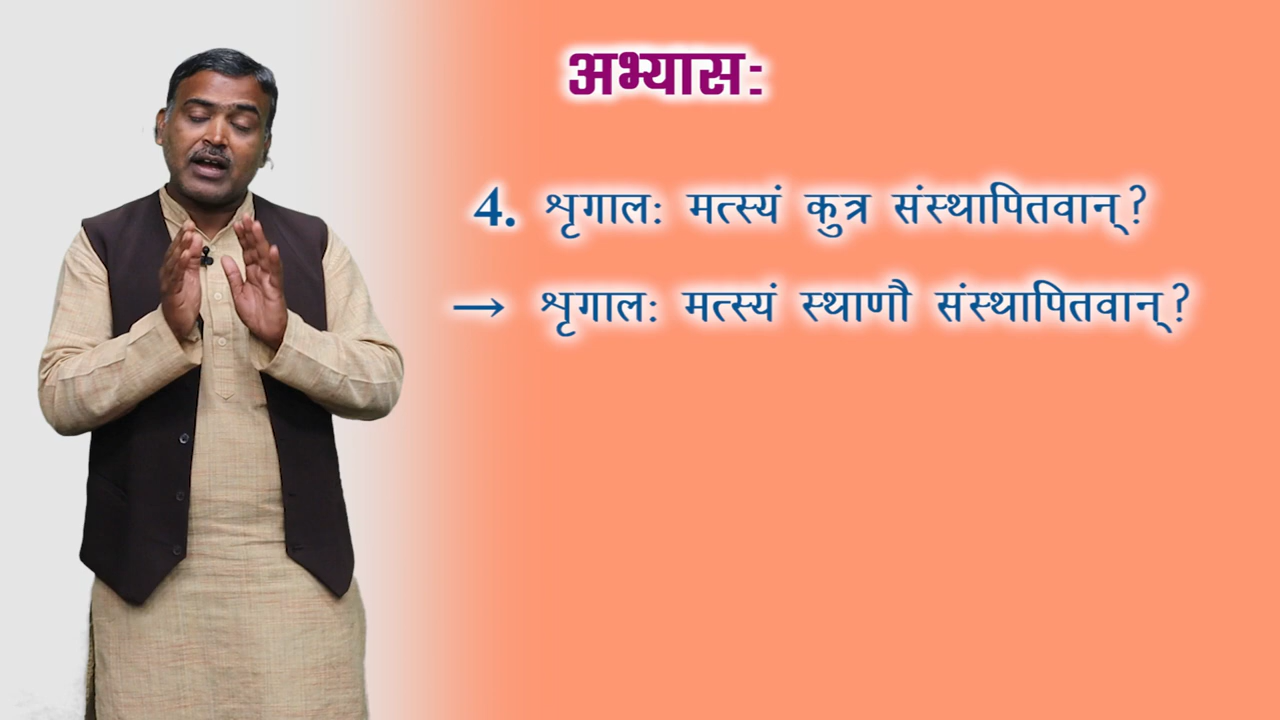 अभ्यासः
4. शृगालः मत्स्यं कुत्र संस्थापितवान्?
→ शृगालः मत्स्यं स्थाणौ संस्थापितवान्?